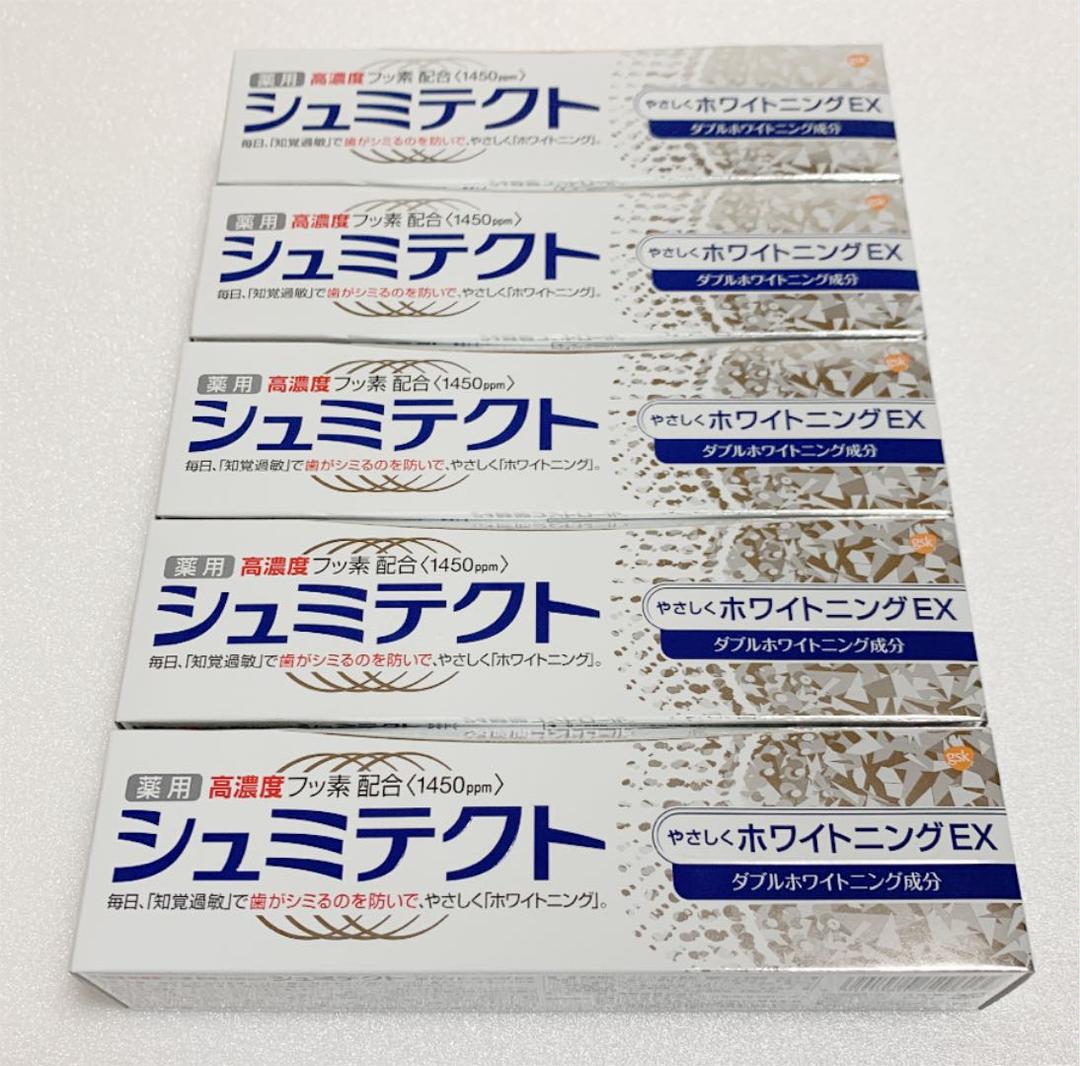 薬用 高濃度 フッ素 配合〈1450ppm〉
シュミテクト
毎日、「知覚過敏」で歯がシミるのを防いで、やさしく「ホワイトニング」。
gsk
やさしくホワイトニングEX
ダブルホワイトニング成分
薬用 高濃度 フッ素 配合〈1450ppm〉
シュミテクト
毎日、「知覚過敏」で歯がシミるのを防いで、やさしく「ホワイトニング」。
gsk
やさしくホワイトニングEX
ダブルホワイトニング成分
薬用 高濃度 フッ素 配合〈1450ppm〉
シュミテクト
毎日、「知覚過敏」で歯がシミるのを防いで、やさしく「ホワイトニング」。
gsk
やさしくホワイトニングEX
ダブルホワイトニング成分
薬用 高濃度 フッ素 配合〈1450ppm〉
シュミテクト
毎日、「知覚過敏」で歯がシミるのを防いで、やさしく「ホワイトニング」。
gsk
やさしくホワイトニングEX
ダブルホワイトニング成分
薬用 高濃度 フッ素 配合〈1450ppm〉
シュミテクト
毎日、「知覚過敏」で歯がシミるのを防いで、やさしく「ホワイトニング」。
gsk
やさしくホワイトニングEX
ダブルホワイトニング成分
シュミテクト